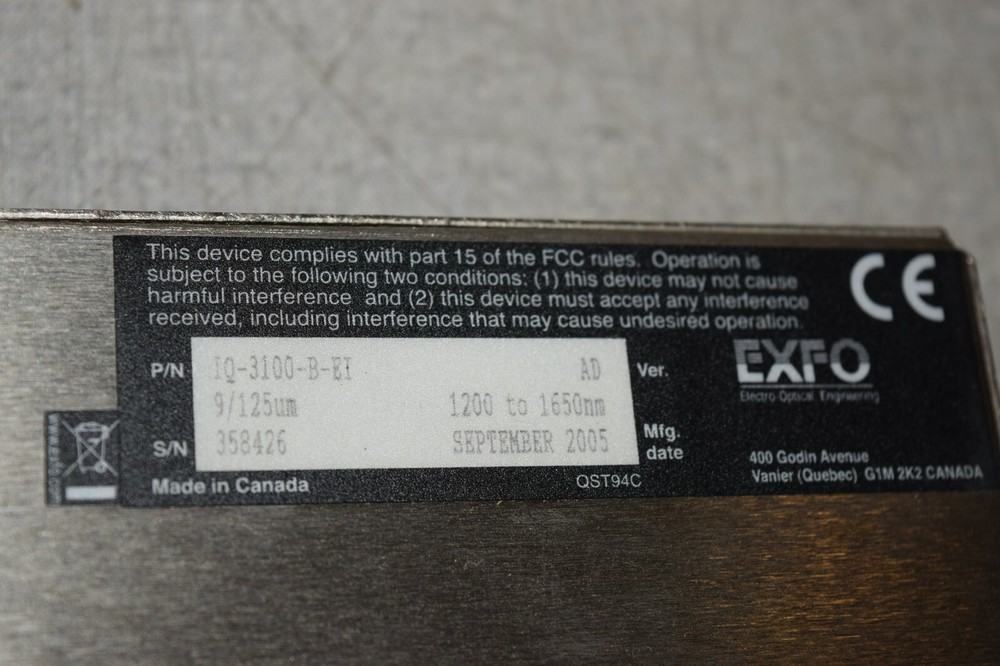 This device complies with part 15 of the FCC rules. Operation is
subject to the following two conditions: (1) this device may not cause
harmful interference and (2) this device must accept any interference
received, including interference that may cause undesired operation.
CE
P/N IQ-3100-B-EI AD Ver.
9/125um 1200 to 1650nm
S/N 358426 SEPTEMBER 2005 Mfg. date
Made in Canada QST94C
EXFO
Electro-Optical Engineering
400 Godin Avenue
Vanier (Quebec) G1M 2K2 CANADA